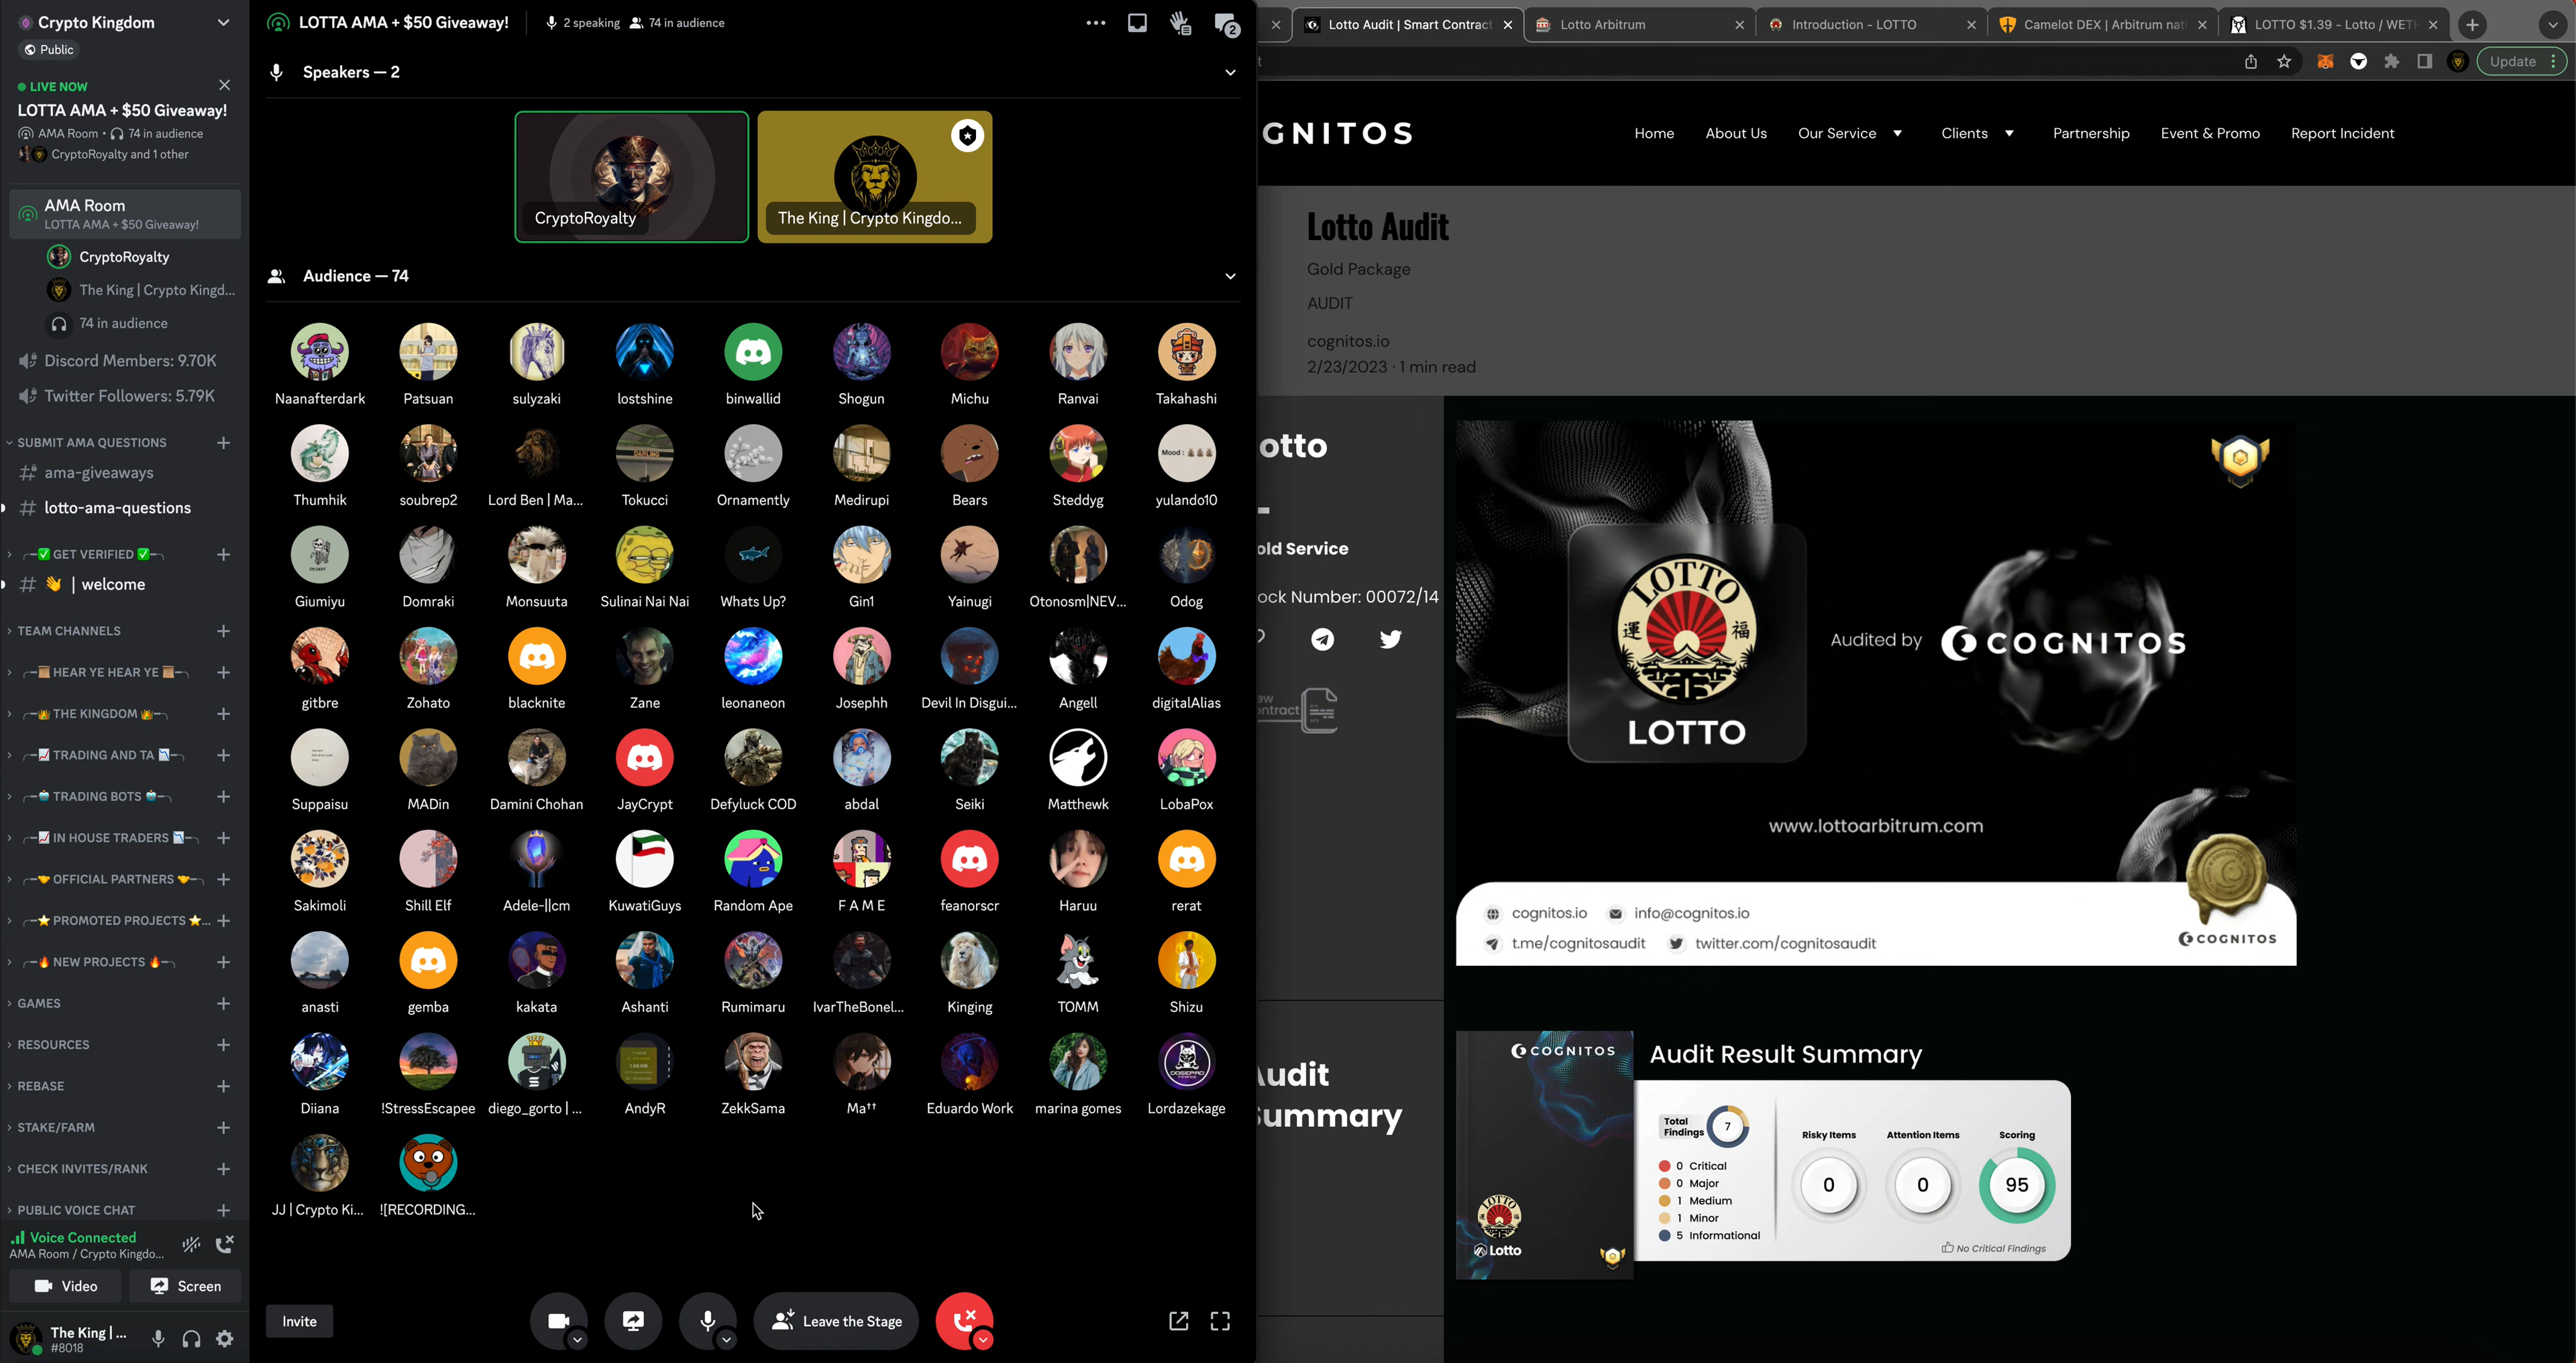 Crypto Kingdom
Public
LIVE NOW
LOTTA AMA + $50 Giveaway!
AMA Room • 74 in audience
CryptoRoyalty and 1 other
AMA Room
LOTTA AMA + $50 Giveaway!
CryptoRoyalty
The King | Crypto Kingd...
74 in audience
Discord Members: 9.70K
Twitter Followers: 5.79K
SUBMIT AMA QUESTIONS
ama-giveaways
lotto-ama-questions
GET VERIFIED
👋 | welcome
TEAM CHANNELS
HEAR YE HEAR YE
THE KINGDOM
TRADING AND TA
TRADING BOTS
IN HOUSE TRADERS
OFFICIAL PARTNERS
PROMOTED PROJECTS ⭐...
NEW PROJECTS
GAMES
RESOURCES
REBASE
STAKE/FARM
CHECK INVITES/RANK
PUBLIC VOICE CHAT
Voice Connected
AMA Room / Crypto Kingdo...
Video Screen
The King | ...
#8018
LOTTA AMA + $50 Giveaway! 2 speaking 74 in audience
2
Speakers — 2
CryptoRoyalty The King | Crypto Kingdo...
Audience — 74
Naanafterdark Patsuan sulyzaki lostshine binwallid Shogun Michu Ranvai Takahashi
DARLING Mood :
Thumhik soubrep2 Lord Ben | Ma... Tokucci Ornamently Medirupi Bears Steddyg yulando10
Giumiyu Domraki Monsuuta Sulinai Nai Nai Whats Up? Gin1 Yainugi Otonosm|NEV... Odog
gitbre Zohato blacknite Zane leonaneon Josephh Devil In Disgui... Angell digitalAlias
Suppaisu MADin Damini Chohan JayCrypt Defyluck COD abdal Seiki Matthewk LobaPox
Sakimoli Shill Elf Adele-||cm KuwatiGuys Random Ape F A M E feanorscr Haruu rerat
anasti gemba kakata Ashanti Rumimaru IvarTheBonel... Kinging TOMM Shizu
Diiana !StressEscapee diego_gorto | ... AndyR ZekkSama Ma†† Eduardo Work marina gomes Lordazekage
JJ | Crypto Ki... ![RECORDING...
Invite Leave the Stage
Lotto Audit | Smart Contract Lotto Arbitrum Introduction - LOTTO Camelot DEX | Arbitrum nati LOTTO $1.39 - Lotto / WETH
t Update
GNITOS Home About Us Our Service Clients Partnership Event & Promo Report Incident
Lotto Audit
Gold Package
AUDIT
cognitos.io
2/23/2023 · 1 min read
otto
old Service
ock Number: 00072/14
ew
ontract
LOTTO
運 福
LOTTO
Audited by COGNITOS
www.lottoarbitrum.com
cognitos.io info@cognitos.io
t.me/cognitosaudit twitter.com/cognitosaudit
COGNITOS
Audit
Summary
COGNITOS
LOTTO
Lotto
Audit Result Summary
Total
Findings
7
0 Critical
0 Major
1 Medium
1 Minor
5 Informational
Risky Items Attention Items Scoring
0 0 95
No Critical Findings